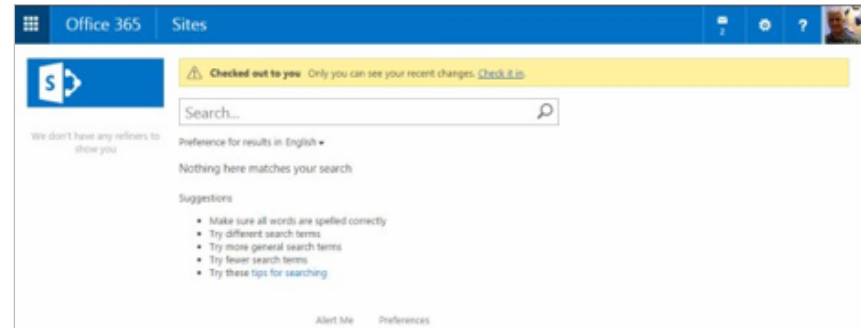 Office 365 Sites 2 ?
S
Checked out to you Only you can see your recent changes. Check it in.
Search...
We don't have any refiners to
show you
Preference for results in English
Nothing here matches your search
Suggestions
Make sure all words are spelled correctly
Try different search terms
Try more general search terms
Try fewer search terms
Try these tips for searching
Alert Me Preferences